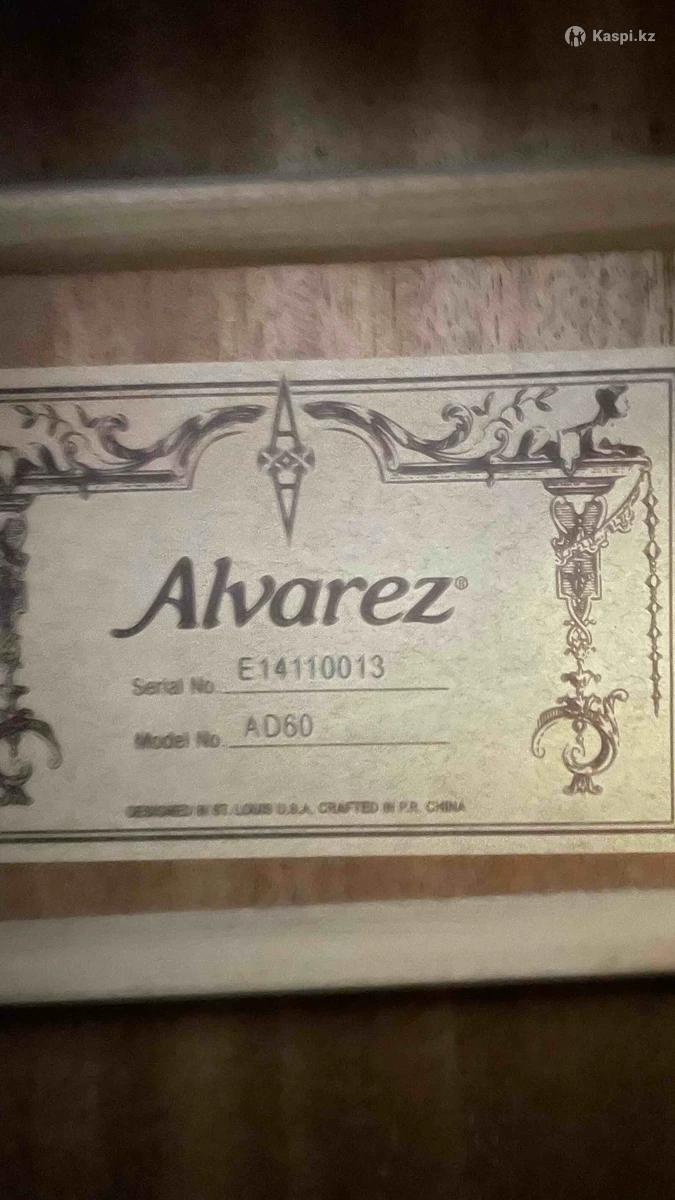 Kaspi.kz
Alvarez®
Serial No. E14110013
Model No. AD60
DESIGNED IN ST. LOUIS U.S.A. CRAFTED IN P.R. CHINA